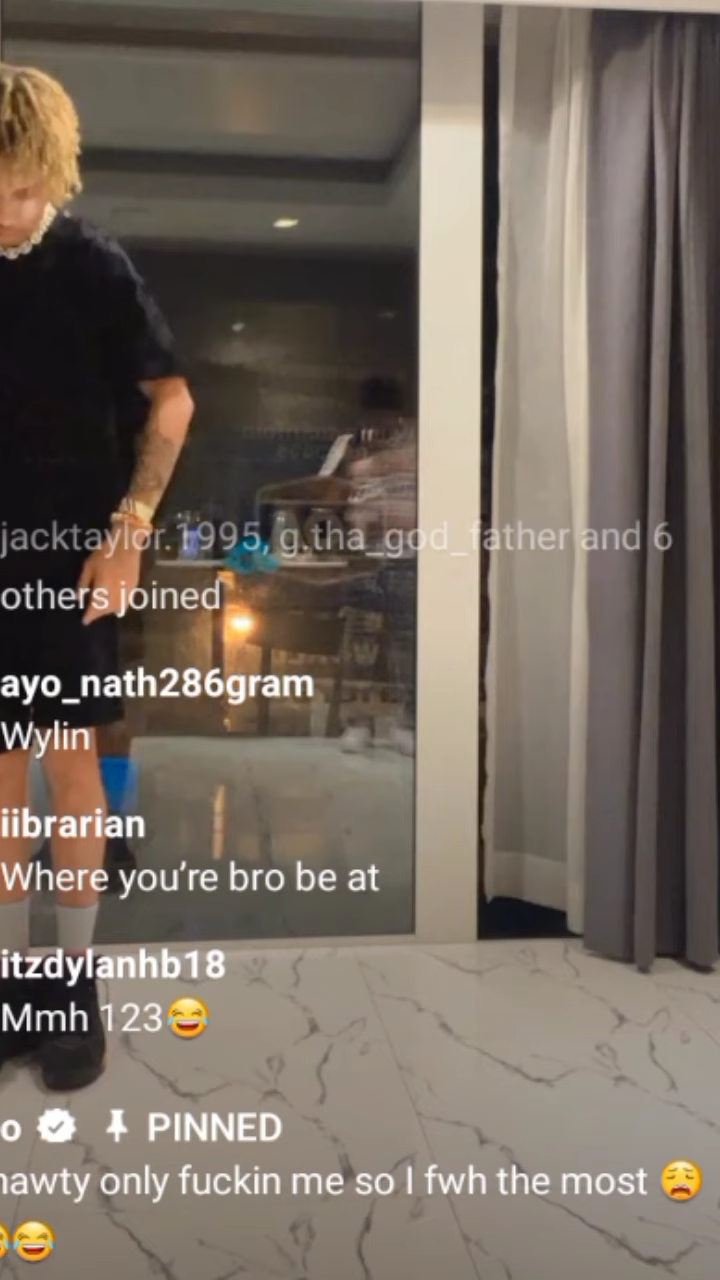 jacktaylor.1995, g.tha_god_father and 6
others joined
ayo_nath286gram
Wylin
iibrarian
Where you’re bro be at
itzdylanhb18
Mmh 123😂
o PINNED
hawty only fuckin me so I fwh the most 😩
😂😂